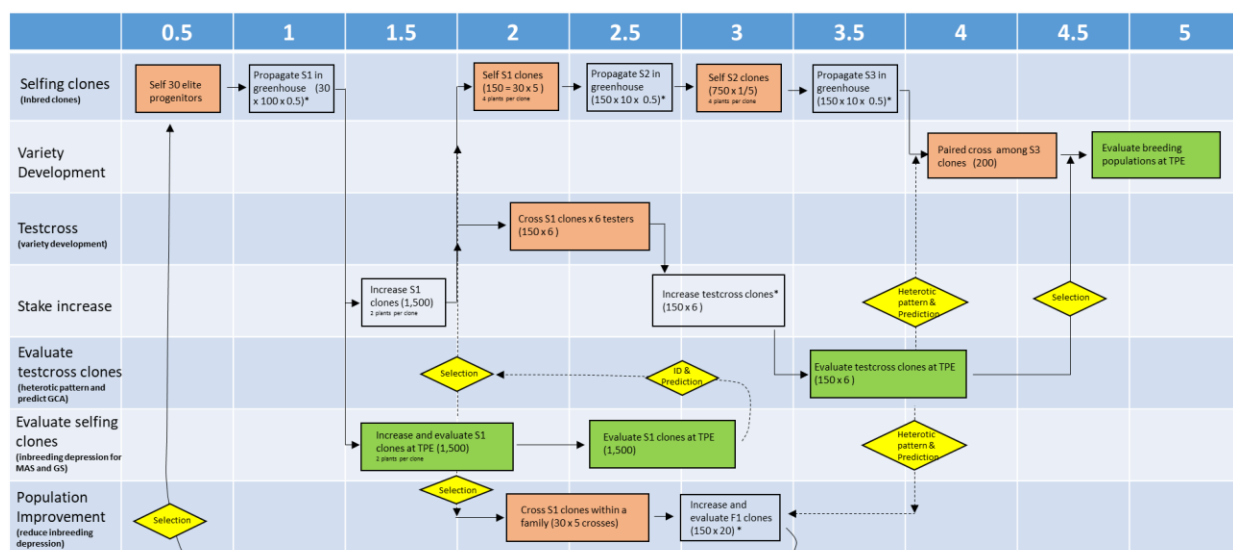 0.5 1 1.5 2 2.5 3 3.5 4 4.5 5
Selfing clones
(Inbred clones)
Self 30 elite
progenitors
Propagate S1 in
greenhouse (30
x 100 x 0.5)*
Self S1 clones
(150 = 30 x 5 )
4 plants per clone
Propagate S2 in
greenhouse
(150 x 10 x 0.5)*
Self S2 clones
(750 x 1/5)
4 plants per clone
Propagate S3 in
greenhouse
(150 x 10 x 0.5)*
Variety
Development
Paired cross among S3
clones (200)
Evaluate breeding
populations at TPE
Testcross
(variety development)
Cross S1 clones x 6 testers
(150 x 6 )
Stake increase
Increase S1
clones (1,500)
2 plants per clone
Increase testcross clones*
(150 x 6 )
Heterotic
pattern &
Prediction
Selection
Evaluate
testcross clones
(heterotic pattern and
predict GCA)
Selection
ID &
Prediction
Evaluate testcross clones at TPE
(150 x 6 )
Evaluate selfing
clones
(inbreeding depression for
MAS and GS)
Increase and evaluate S1
clones at TPE (1,500)
2 plants per clone
Evaluate S1 clones at TPE
(1,500)
Heterotic
pattern &
Prediction
Population
Improvement
(reduce inbreeding
depression)
Selection
Selection
Cross S1 clones within a
family (30 x 5 crosses)
Increase and
evaluate F1 clones
(150 x 20) *